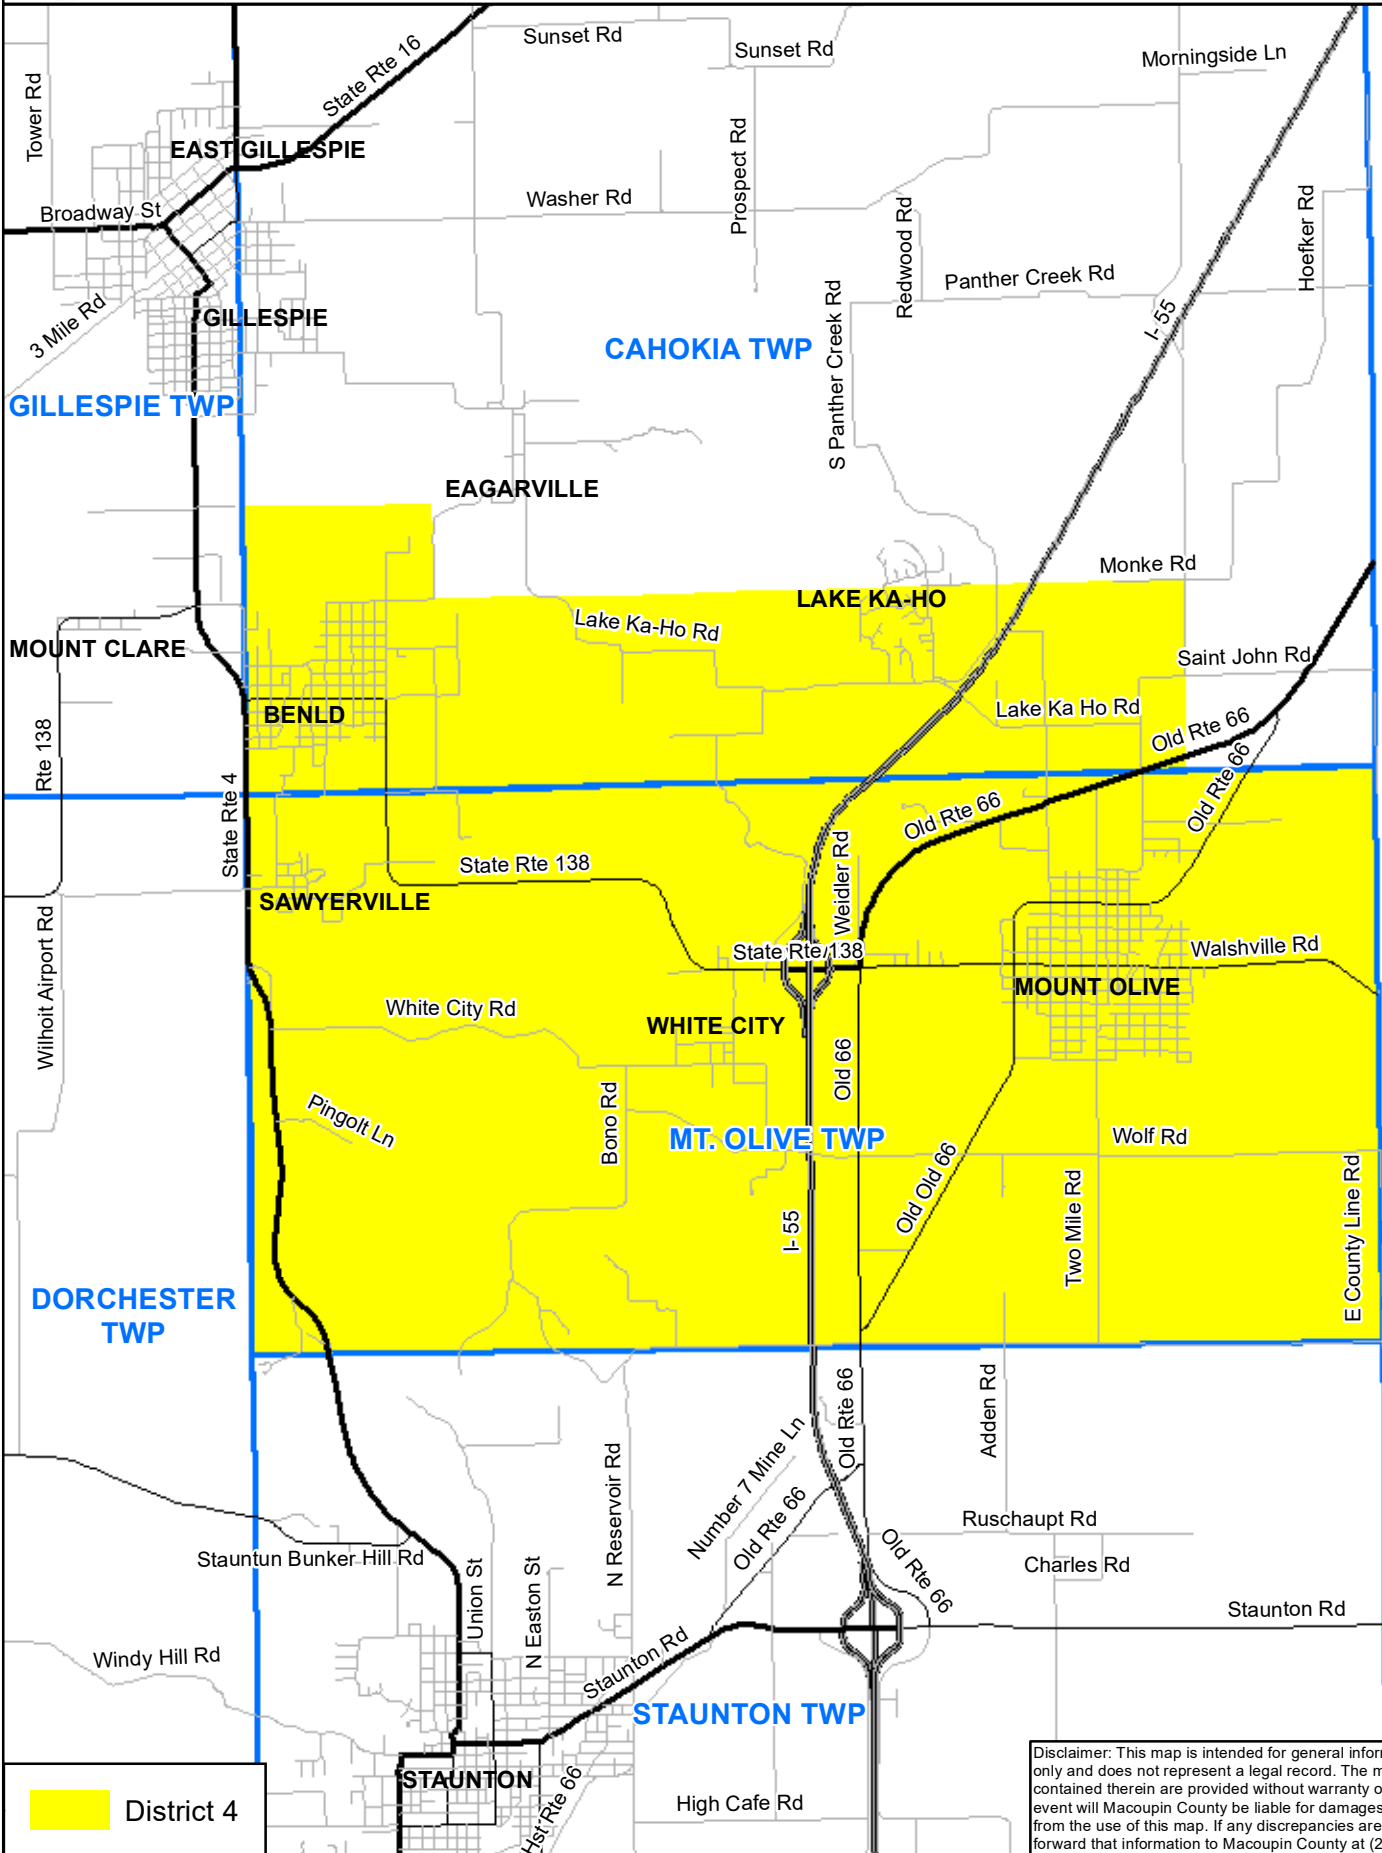 Sunset Rd
Sunset Rd
Morningside Ln
State Rte 16
Tower Rd
EAST GILLESPIE
Prospect Rd
Washer Rd
Broadway St
Redwood Rd
Hoefker Rd
Panther Creek Rd
3 Mile Rd
GILLESPIE
I- 55
CAHOKIA TWP
S Panther Creek Rd
GILLESPIE TWP
EAGARVILLE
Monke Rd
LAKE KA-HO
Lake Ka-Ho Rd
MOUNT CLARE
Saint John Rd
BENLD
Lake Ka Ho Rd
Old Rte 66
Rte 138
State Rte 4
Old Rte 66
Old Rte 66
State Rte 138
Weidler Rd
SAWYERVILLE
Wilhoit Airport Rd
State Rte 138
Walshville Rd
MOUNT OLIVE
White City Rd
WHITE CITY
Old 66
Pingolt Ln
Bono Rd
MT. OLIVE TWP
Wolf Rd
Old Old 66
I- 55
Two Mile Rd
E County Line Rd
DORCHESTER
TWP
Old Rte 66
Adden Rd
Number 7 Mine Ln
N Reservoir Rd
Old Rte 66
Ruschaupt Rd
Old Rte 66
Stauntun Bunker Hill Rd
Union St
N Easton St
Charles Rd
Staunton Rd
Windy Hill Rd
Staunton Rd
STAUNTON TWP
STAUNTON
Hst Rte 66
High Cafe Rd
District 4
Disclaimer: This map is intended for general infor
only and does not represent a legal record. The m
contained therein are provided without warranty o
event will Macoupin County be liable for damages
from the use of this map. If any discrepancies are
forward that information to Macoupin County at (2